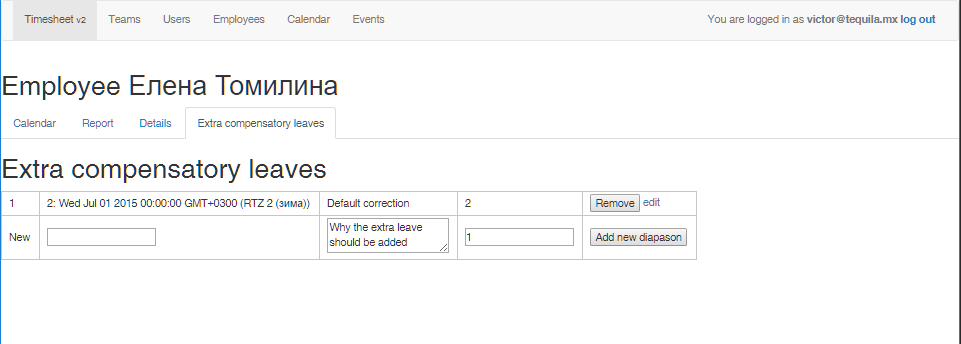 Timesheet v2 Teams Users Employees Calendar Events You are logged in as victor@tequila.mx log out
Employee Елена Томилина
Calendar Report Details Extra compensatory leaves
Extra compensatory leaves
1 2: Wed Jul 01 2015 00:00:00 GMT+0300 (RTZ 2 (зима)) Default correction 2 Remove edit
New Why the extra leave should be added 1 Add new diapason